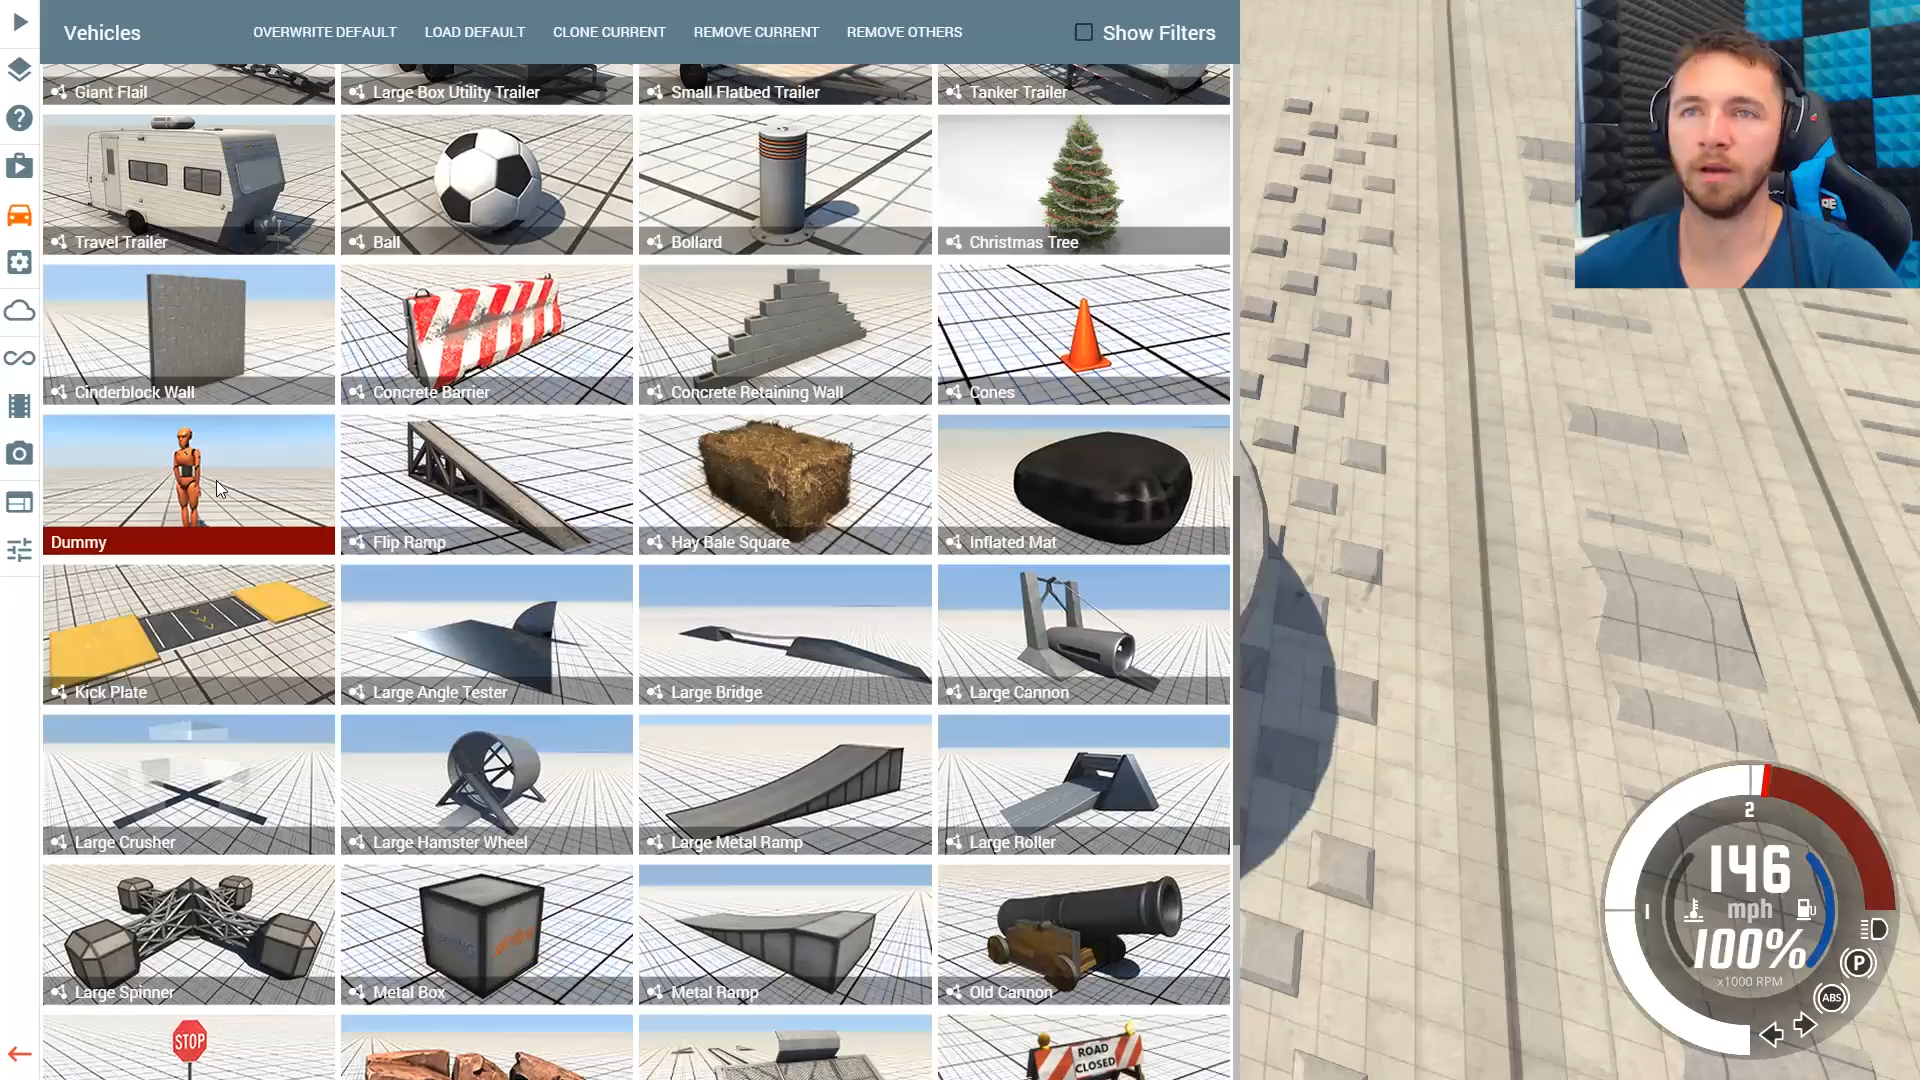 Vehicles
OVERWRITE DEFAULT
LOAD DEFAULT
CLONE CURRENT
REMOVE CURRENT
REMOVE OTHERS
Show Filters
Giant Flail
Large Box Utility Trailer
Small Flatbed Trailer
Tanker Trailer
Travel Trailer
Ball
Bollard
Christmas Tree
Cinderblock Wall
Concrete Barrier
Concrete Retaining Wall
Cones
Dummy
Flip Ramp
Hay Bale Square
Inflated Mat
Kick Plate
Large Angle Tester
Large Bridge
Large Cannon
Large Crusher
Large Hamster Wheel
Large Metal Ramp
Large Roller
Large Spinner
Metal Box
Metal Ramp
Old Cannon
STOP
ROAD
CLOSED
2
1
146
mph
100%
x1000 RPM
P
ABS